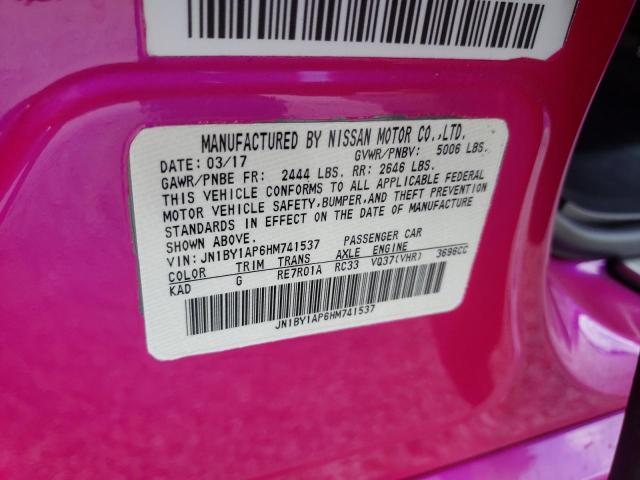 MANUFACTURED BY NISSAN MOTOR CO.,LTD.
DATE: 03/17 GVWR/PNBV: 5006 LBS.
GAWR/PNBE FR: 2444 LBS. RR: 2646 LBS.
THIS VEHICLE CONFORMS TO ALL APPLICABLE FEDERAL
MOTOR VEHICLE SAFETY,BUMPER,AND THEFT PREVENTION
STANDARDS IN EFFECT ON THE DATE OF MANUFACTURE
SHOWN ABOVE.
VIN: JN1BY1AP6HM741537 PASSENGER CAR
COLOR TRIM TRANS AXLE ENGINE
KAD G RE7R01A RC33 VQ37(VHR) 3696CC
JN1BY1AP6HM741537